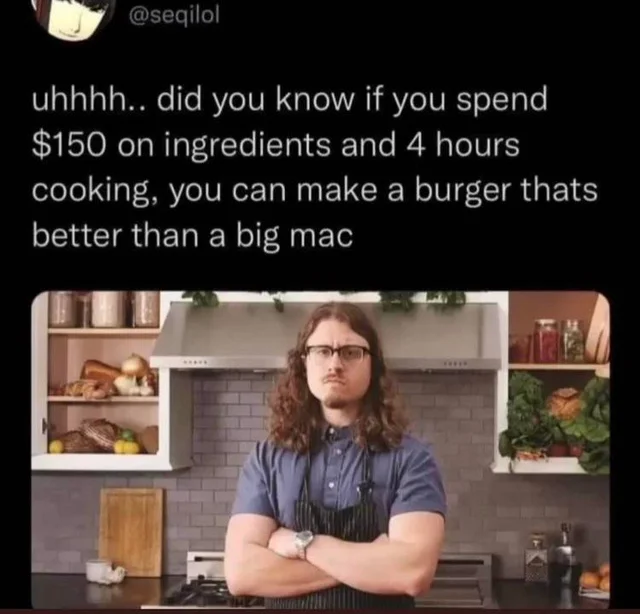 @seqilol
uhhhh.. did you know if you spend
$150 on ingredients and 4 hours
cooking, you can make a burger thats
better than a big mac